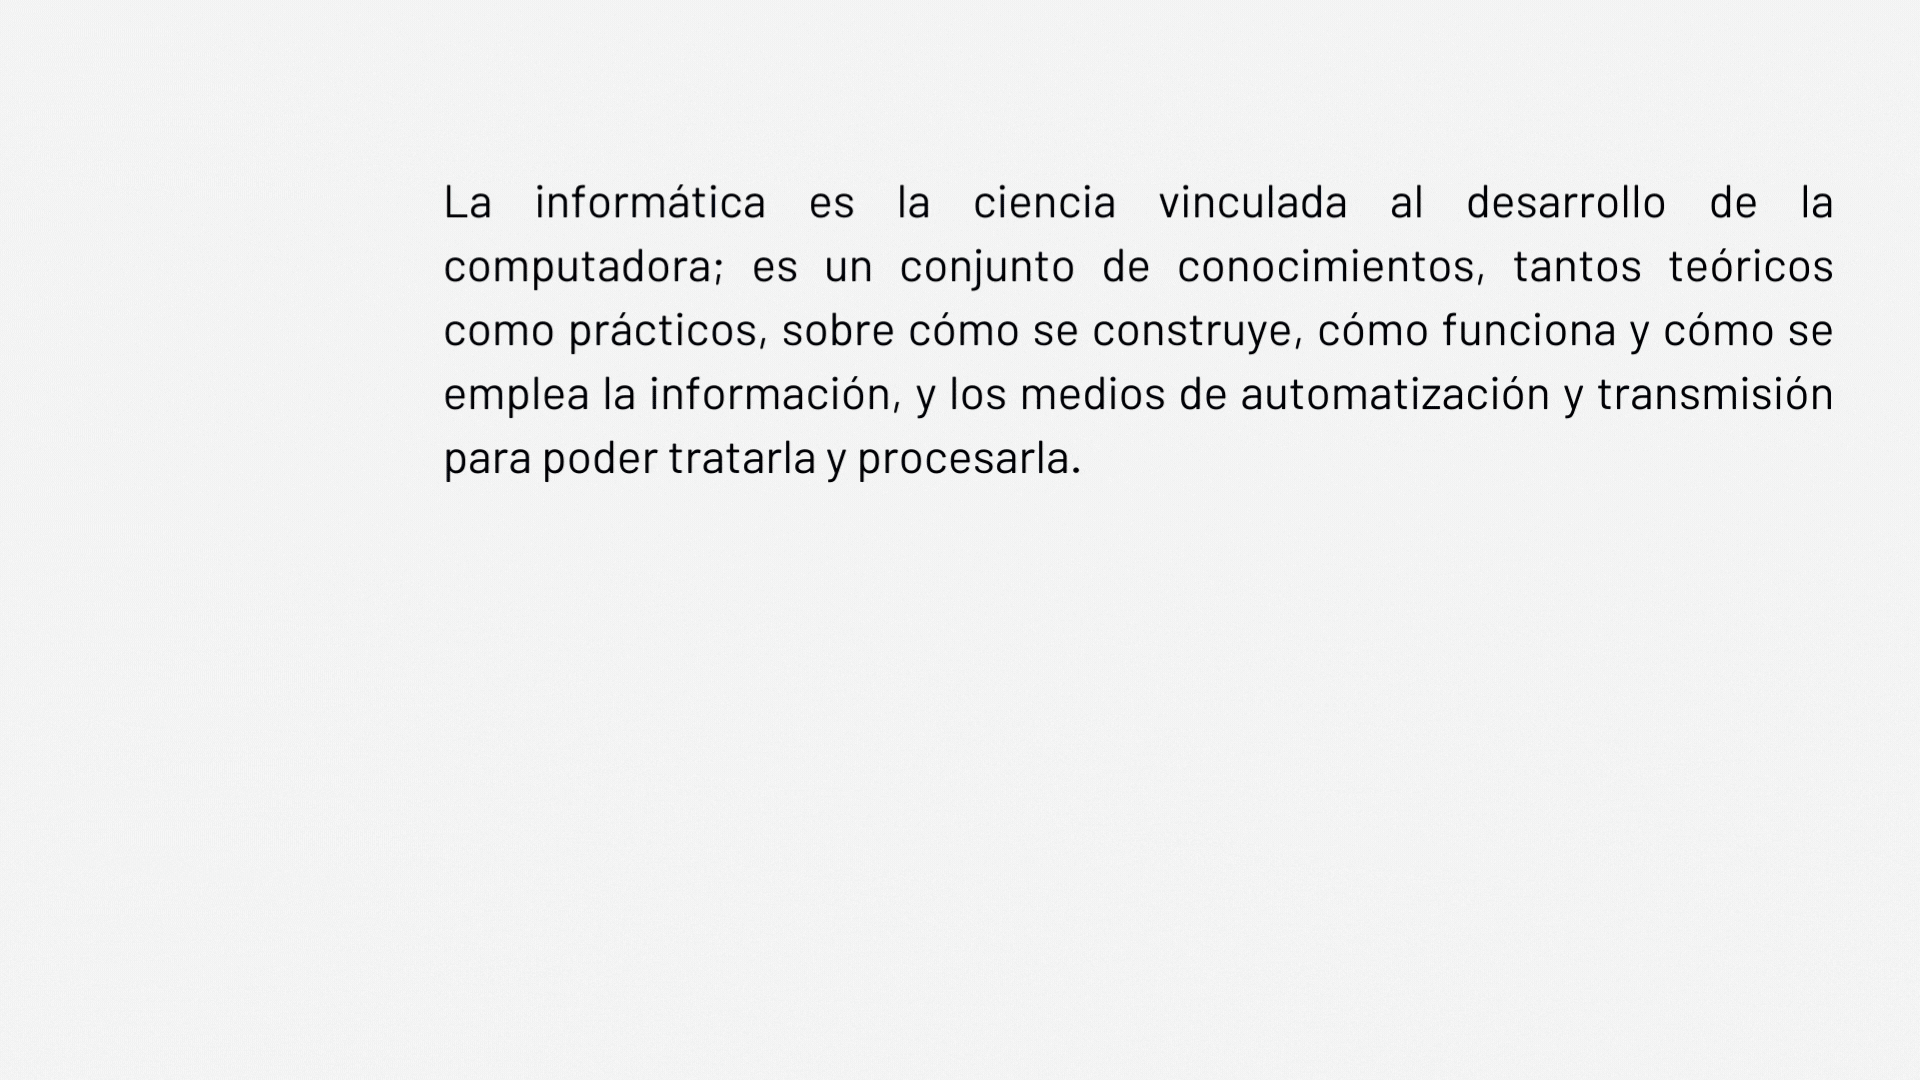 La informática es la ciencia vinculada al desarrollo de la
computadora; es un conjunto de conocimientos, tantos teóricos
como prácticos, sobre cómo se construye, cómo funciona y cómo se
emplea la información, y los medios de automatización y transmisión
para poder tratarla y procesarla.